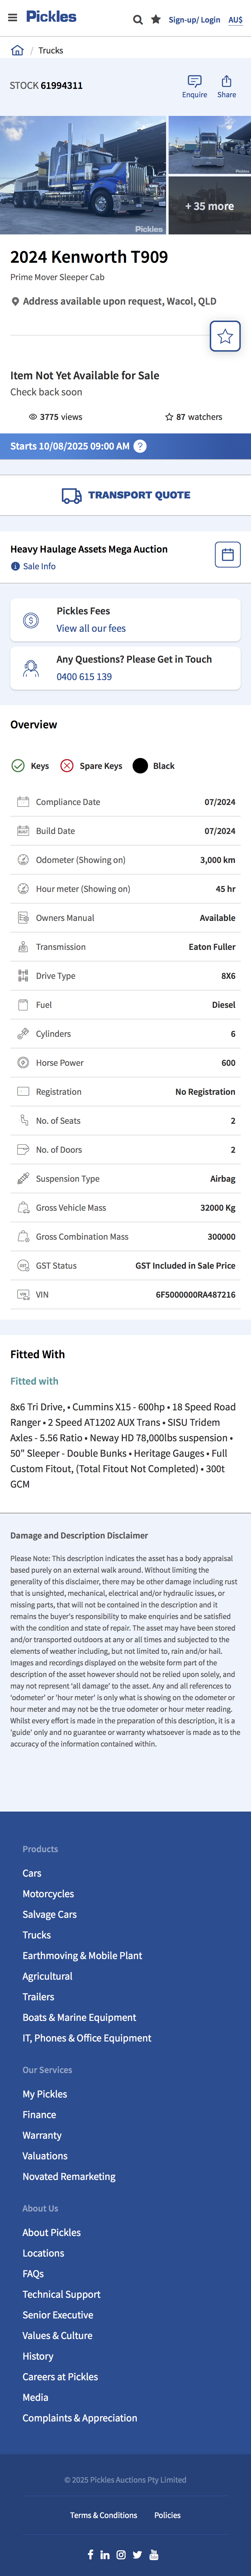 Pickles
Sign-up/ Login
AU$
/ Trucks
STOCK 61994311
Enquire
Share
Pickles
Pickles
+ 35 more
2024 Kenworth T909
Prime Mover Sleeper Cab
Address available upon request, Wacol, QLD
Item Not Yet Available for Sale
Check back soon
3775 views
87 watchers
Starts 10/08/2025 09:00 AM ?
TRANSPORT QUOTE
Heavy Haulage Assets Mega Auction
Sale Info
Pickles Fees
View all our fees
Any Questions? Please Get in Touch
0400 615 139
Overview
Keys
Spare Keys
Black
Compliance Date 07/2024
Build Date 07/2024
Odometer (Showing on) 3,000 km
Hour meter (Showing on) 45 hr
Owners Manual Available
Transmission Eaton Fuller
Drive Type 8X6
Fuel Diesel
Cylinders 6
Horse Power 600
Registration No Registration
No. of Seats 2
No. of Doors 2
Suspension Type Airbag
Gross Vehicle Mass 32000 Kg
Gross Combination Mass 300000
GST Status GST Included in Sale Price
VIN 6F5000000RA487216
Fitted With
Fitted with
8x6 Tri Drive, • Cummins X15 - 600hp • 18 Speed Road
Ranger • 2 Speed AT1202 AUX Trans • SISU Tridem
Axles - 5.56 Ratio • Neway HD 78,000lbs suspension •
50" Sleeper - Double Bunks • Heritage Gauges • Full
Custom Fitout, (Total Fitout Not Completed) • 300t
GCM
Damage and Description Disclaimer
Please Note: This description indicates the asset has a body appraisal
based purely on an external walk around. Without limiting the
generality of this disclaimer, there may be other damage including rust
that is unsighted, mechanical, electrical and/or hydraulic issues, or
missing parts, that will not be contained in the description and it
remains the buyer's responsibility to make enquiries and be satisfied
with the condition and state of repair. The asset may have been stored
and/or transported outdoors at any or all times and subjected to the
elements of weather including, but not limited to, rain and/or hail.
Images and recordings displayed on the website form part of the
description of the asset however should not be relied upon solely, and
may not represent 'all damage' to the asset. Any and all references to
'odometer' or 'hour meter' is only what is showing on the odometer or
hour meter and may not be the true odometer or hour meter reading.
Whilst every effort is made in the preparation of this description, it is a
'guide' only and no guarantee or warranty whatsoever is made as to the
accuracy of the information contained within.
Products
Cars
Motorcycles
Salvage Cars
Trucks
Earthmoving & Mobile Plant
Agricultural
Trailers
Boats & Marine Equipment
IT, Phones & Office Equipment
Our Services
My Pickles
Finance
Warranty
Valuations
Novated Remarketing
About Us
About Pickles
Locations
FAQs
Technical Support
Senior Executive
Values & Culture
History
Careers at Pickles
Media
Complaints & Appreciation
© 2025 Pickles Auctions Pty Limited
Terms & Conditions
Policies